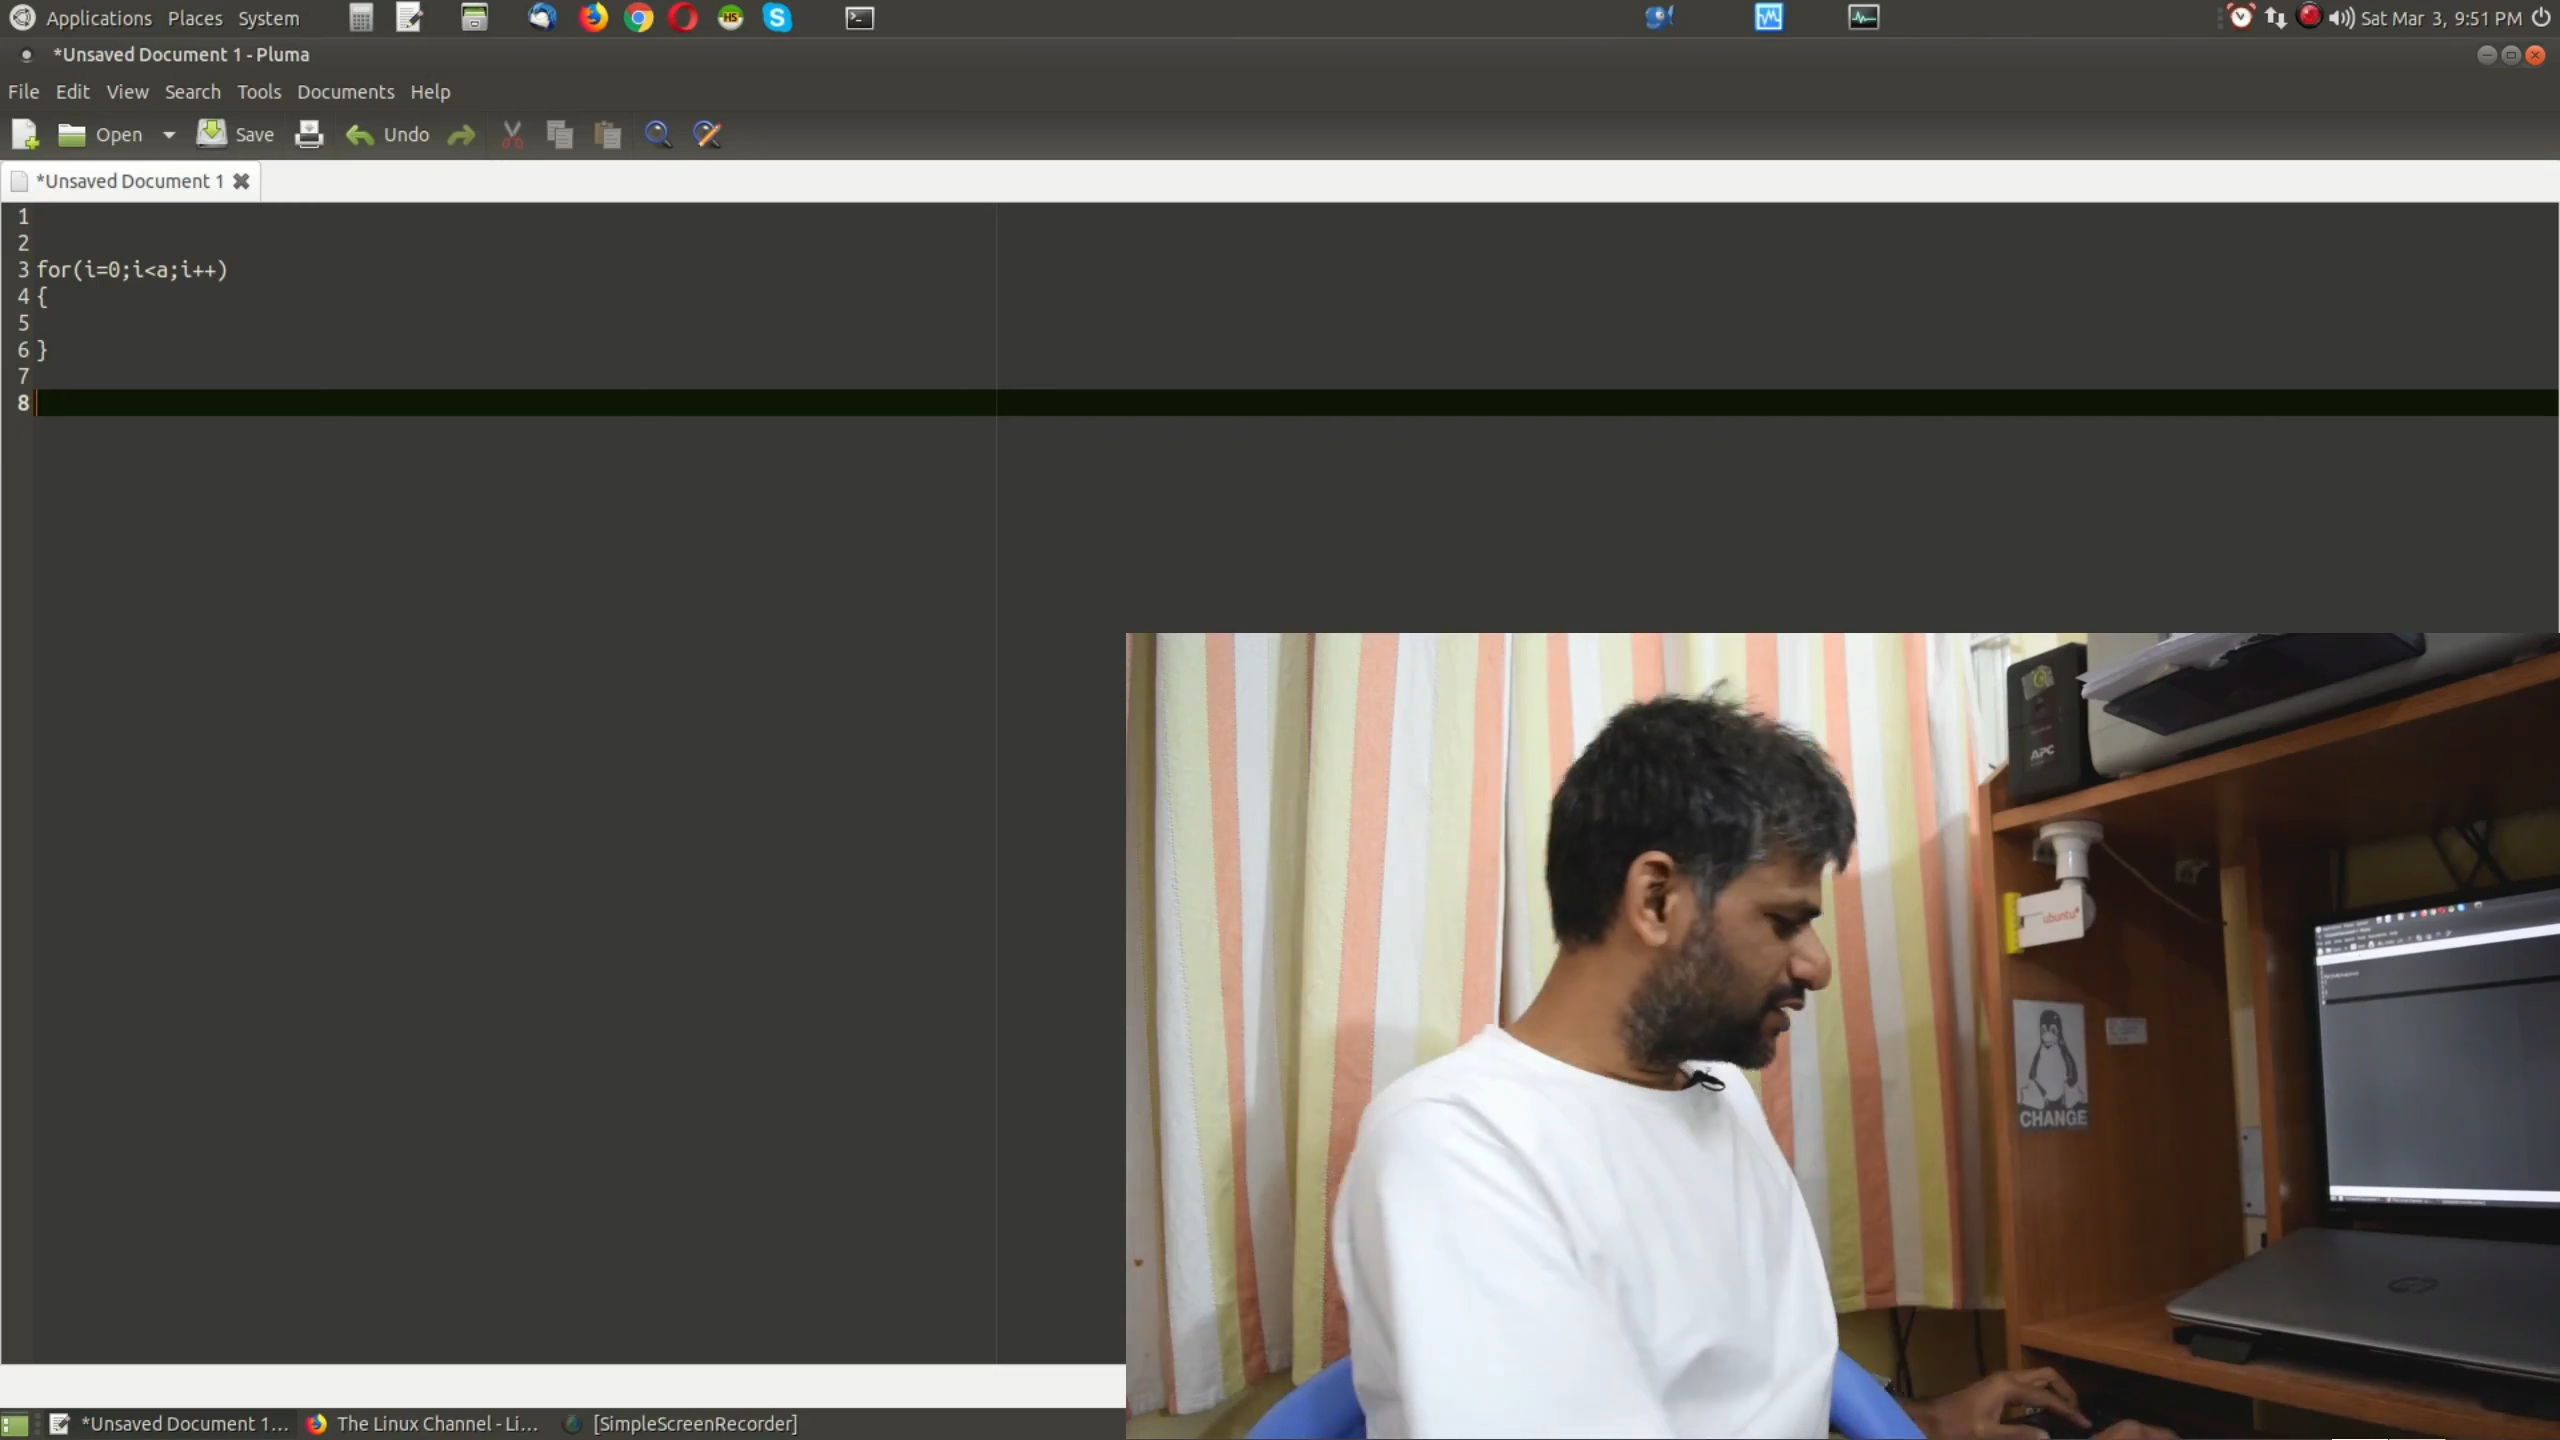 Applications Places System
HS
Sat Mar 3, 9:51 PM
*Unsaved Document 1 - Pluma
File Edit View Search Tools Documents Help
Open Save Undo
*Unsaved Document 1
1
2
3 for(i=0;i<a;i++)
4 {
5
6 }
7
8
APC
ubuntu
CHANGE
hp
*Unsaved Document 1... The Linux Channel - Li... [SimpleScreenRecorder]